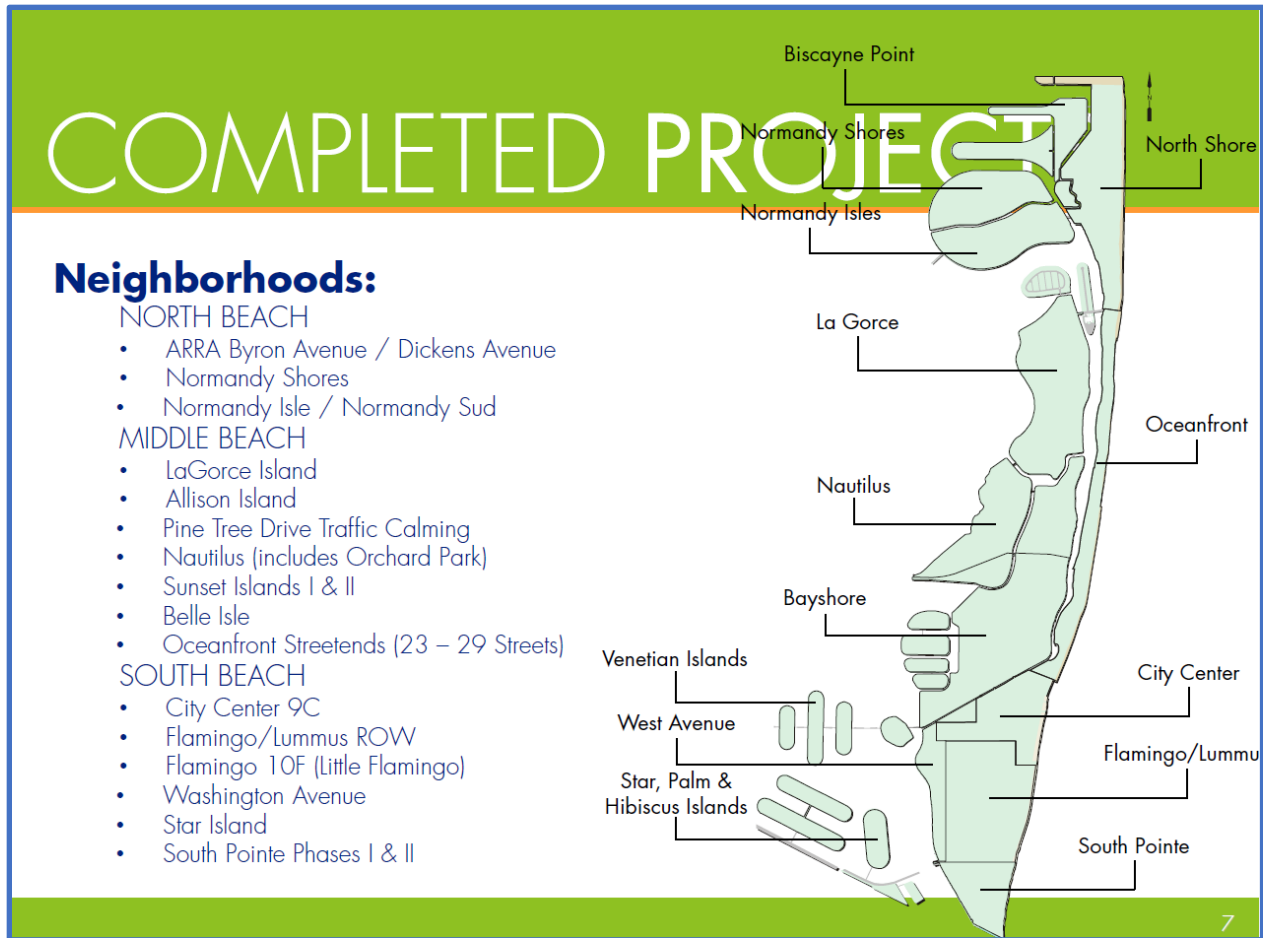 COMPLETED PROJECT
Neighborhoods:
NORTH BEACH
• ARRA Byron Avenue / Dickens Avenue
• Normandy Shores
• Normandy Isle / Normandy Sud
MIDDLE BEACH
• LaGorce Island
• Allison Island
• Pine Tree Drive Traffic Calming
• Nautilus (includes Orchard Park)
• Sunset Islands I & II
• Belle Isle
• Oceanfront Streetends (23 – 29 Streets)
SOUTH BEACH
• City Center 9C
• Flamingo/Lummus ROW
• Flamingo 10F (Little Flamingo)
• Washington Avenue
• Star Island
• South Pointe Phases I & II
Biscayne Point
Normandy Shores
North Shore
Normandy Isles
La Gorce
Oceanfront
Nautilus
Bayshore
Venetian Islands
City Center
West Avenue
Flamingo/Lummu
Star, Palm &
Hibiscus Islands
South Pointe
7